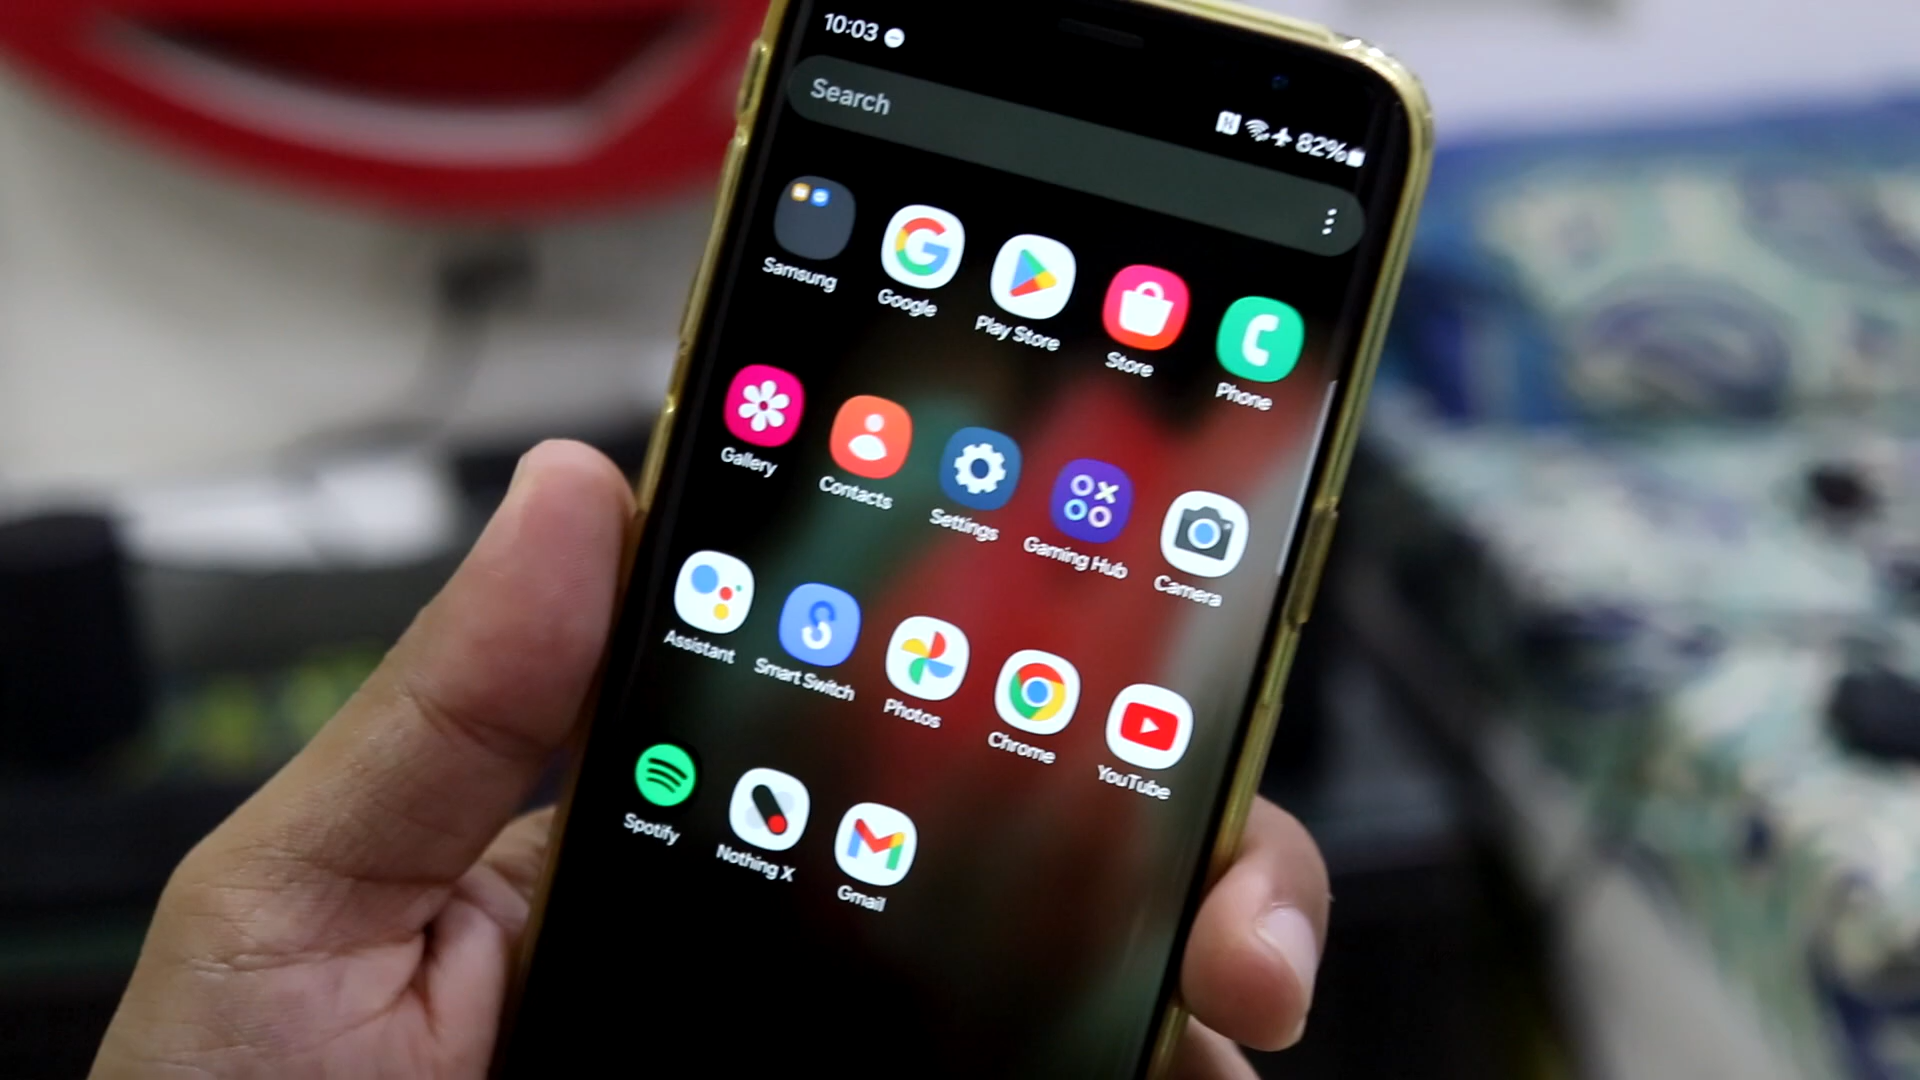 10:03
82%
Search
Samsung
Google
Play Store
Store
Phone
Gallery
Contacts
Settings
Gaming Hub
Camera
Assistant
Smart Switch
Photos
Chrome
YouTube
Spotify
Nothing X
Gmail